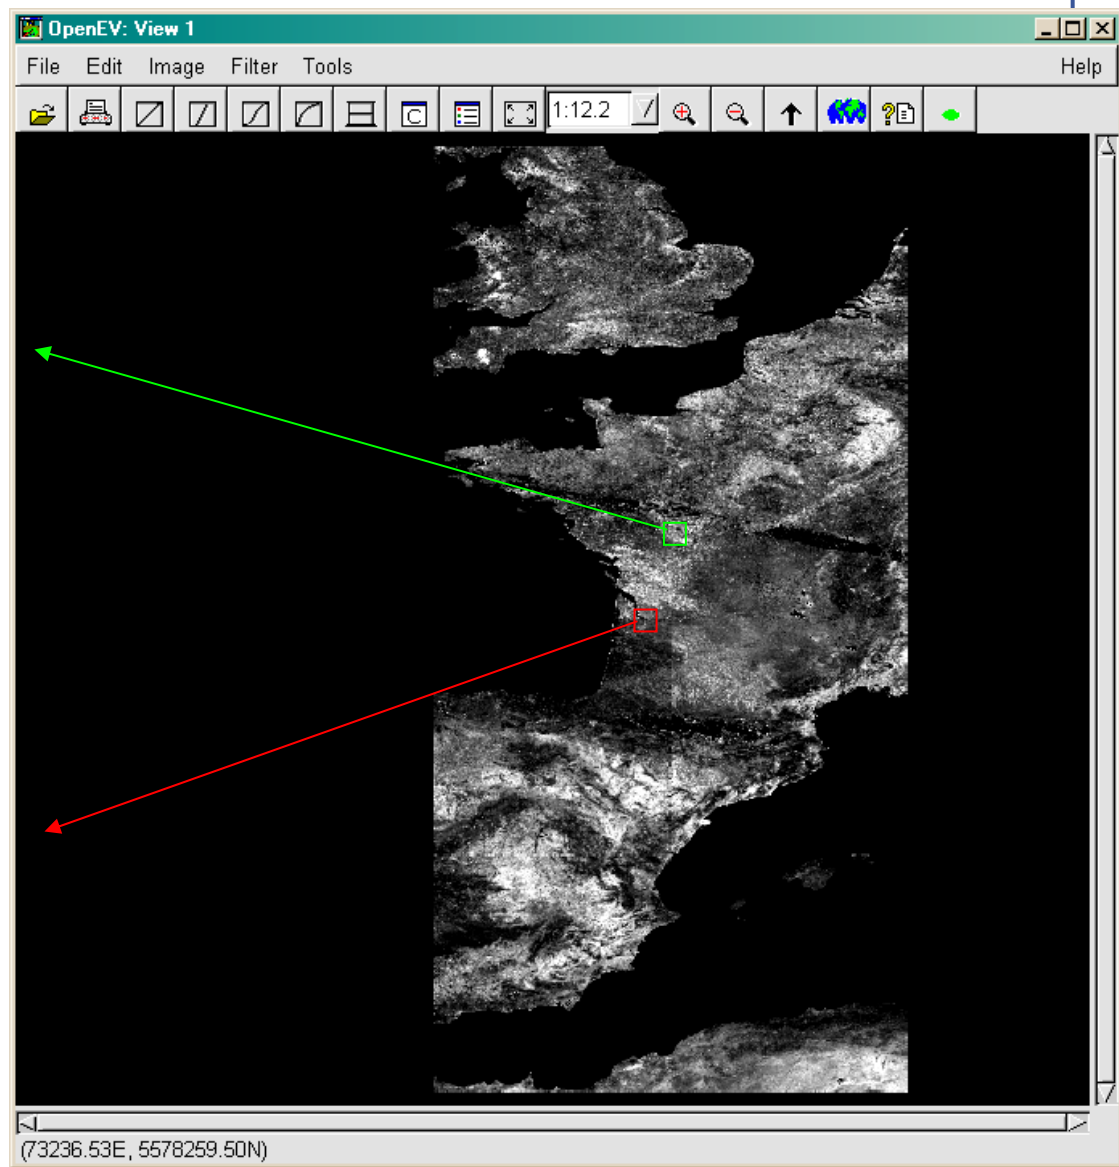 OpenEV: View 1
File Edit Image Filter Tools Help
C 1:12.2 ?
(73236.53E, 5578259.50N)